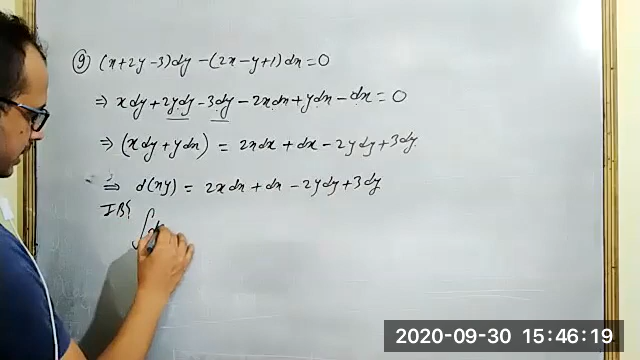 ⑨ (x+2y-3)dy -(2x-y+1)dx=0
⇒ xdy+2ydy-3dy-2xdx+ydx-dx=0
⇒ (xdy+ydx) = 2xdx+dx-2ydy+3dy
⇒ d(xy) = 2xdx+dx-2ydy+3dy
IBS
∫d
2020-09-30 15:46:19